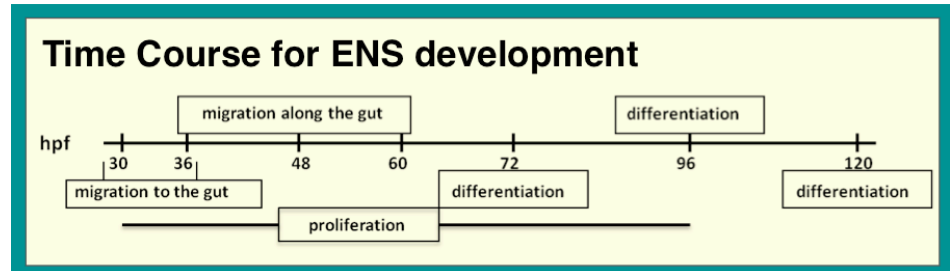 Time Course for ENS development
migration along the gut
differentiation
hpf
30 36 48 60 72 96 120
migration to the gut
differentiation
differentiation
proliferation